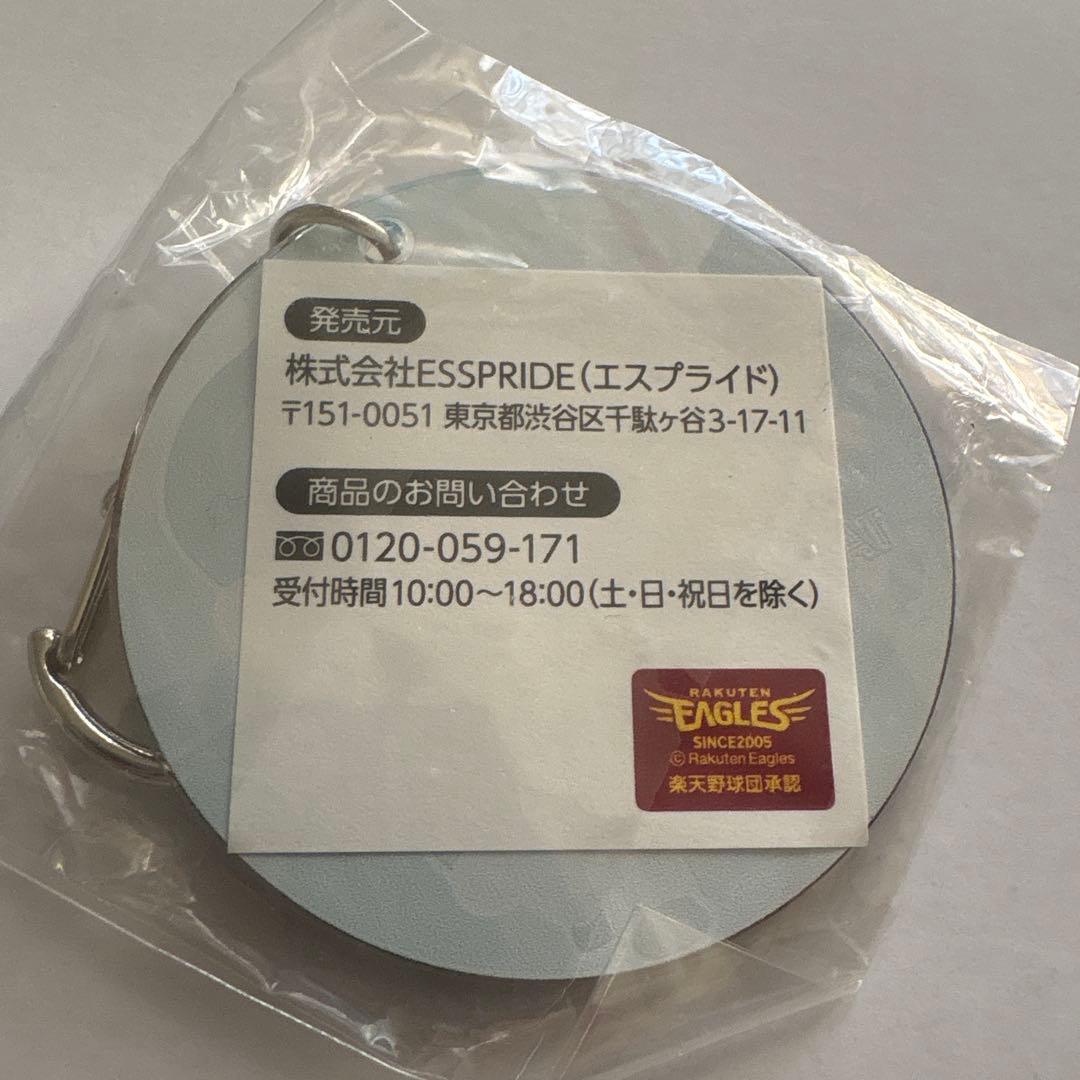 発売元
株式会社ESSPRIDE(エスプライド)
〒151-0051 東京都渋谷区千駄ヶ谷3-17-11
商品のお問い合わせ
0120-059-171
受付時間10:00〜18:00(土・日・祝日を除く)
RAKUTEN
EAGLES
SINCE2005
©Rakuten Eagles
楽天野球団承認